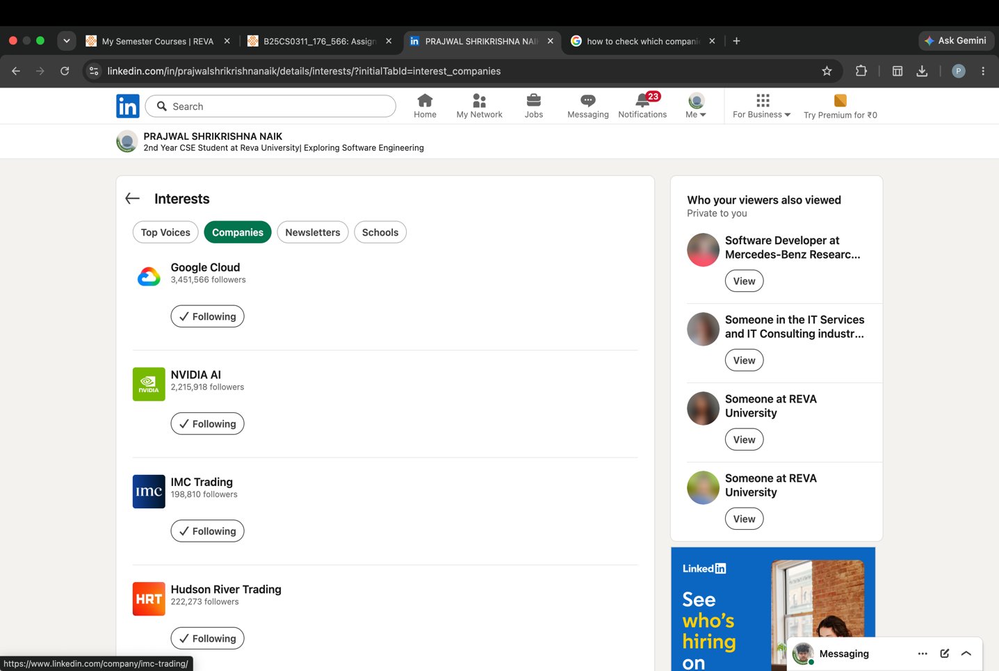 My Semester Courses | REVA
B25CS0311_176_566: Assign
PRAJWAL SHRIKRISHNA NAI
how to check which compani
Ask Gemini
linkedin.com/in/prajwalshrikrishnanaik/details/interests/?initialTabId=interest_companies
P
in
Search
Home
My Network
Jobs
Messaging
23
Notifications
Me
For Business
Try Premium for ₹0
PRAJWAL SHRIKRISHNA NAIK
2nd Year CSE Student at Reva University| Exploring Software Engineering
Interests
Top Voices
Companies
Newsletters
Schools
Google Cloud
3,451,566 followers
Following
NVIDIA
NVIDIA AI
2,215,918 followers
Following
imc
IMC Trading
198,810 followers
Following
HRT
Hudson River Trading
222,273 followers
Following
Who your viewers also viewed
Private to you
Software Developer at
Mercedes-Benz Researc...
View
Someone in the IT Services
and IT Consulting industr...
View
Someone at REVA
University
View
Someone at REVA
University
View
LinkedIn
See
who's
hiring
on
Messaging
https://www.linkedin.com/company/imc-trading/